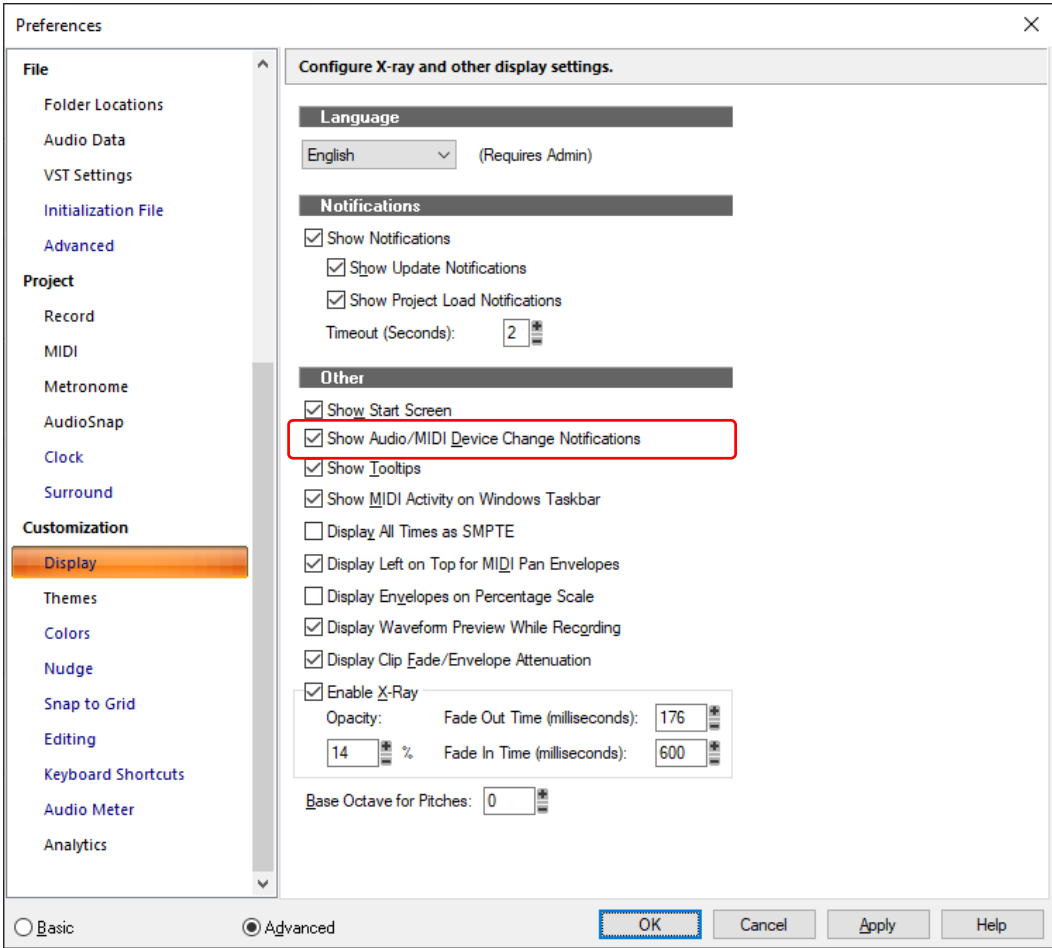 Preferences
File
Folder Locations
Audio Data
VST Settings
Initialization File
Advanced
Project
Record
MIDI
Metronome
AudioSnap
Clock
Surround
Customization
Display
Themes
Colors
Nudge
Snap to Grid
Editing
Keyboard Shortcuts
Audio Meter
Analytics
Configure X-ray and other display settings.
Language
English (Requires Admin)
Notifications
Show Notifications
Show Update Notifications
Show Project Load Notifications
Timeout (Seconds): 2
Other
Show Start Screen
Show Audio/MIDI Device Change Notifications
Show Tooltips
Show MIDI Activity on Windows Taskbar
Display All Times as SMPTE
Display Left on Top for MIDI Pan Envelopes
Display Envelopes on Percentage Scale
Display Waveform Preview While Recording
Display Clip Fade/Envelope Attenuation
Enable X-Ray
Opacity: Fade Out Time (milliseconds): 176
14 % Fade In Time (milliseconds): 600
Base Octave for Pitches: 0
Basic Advanced OK Cancel Apply Help